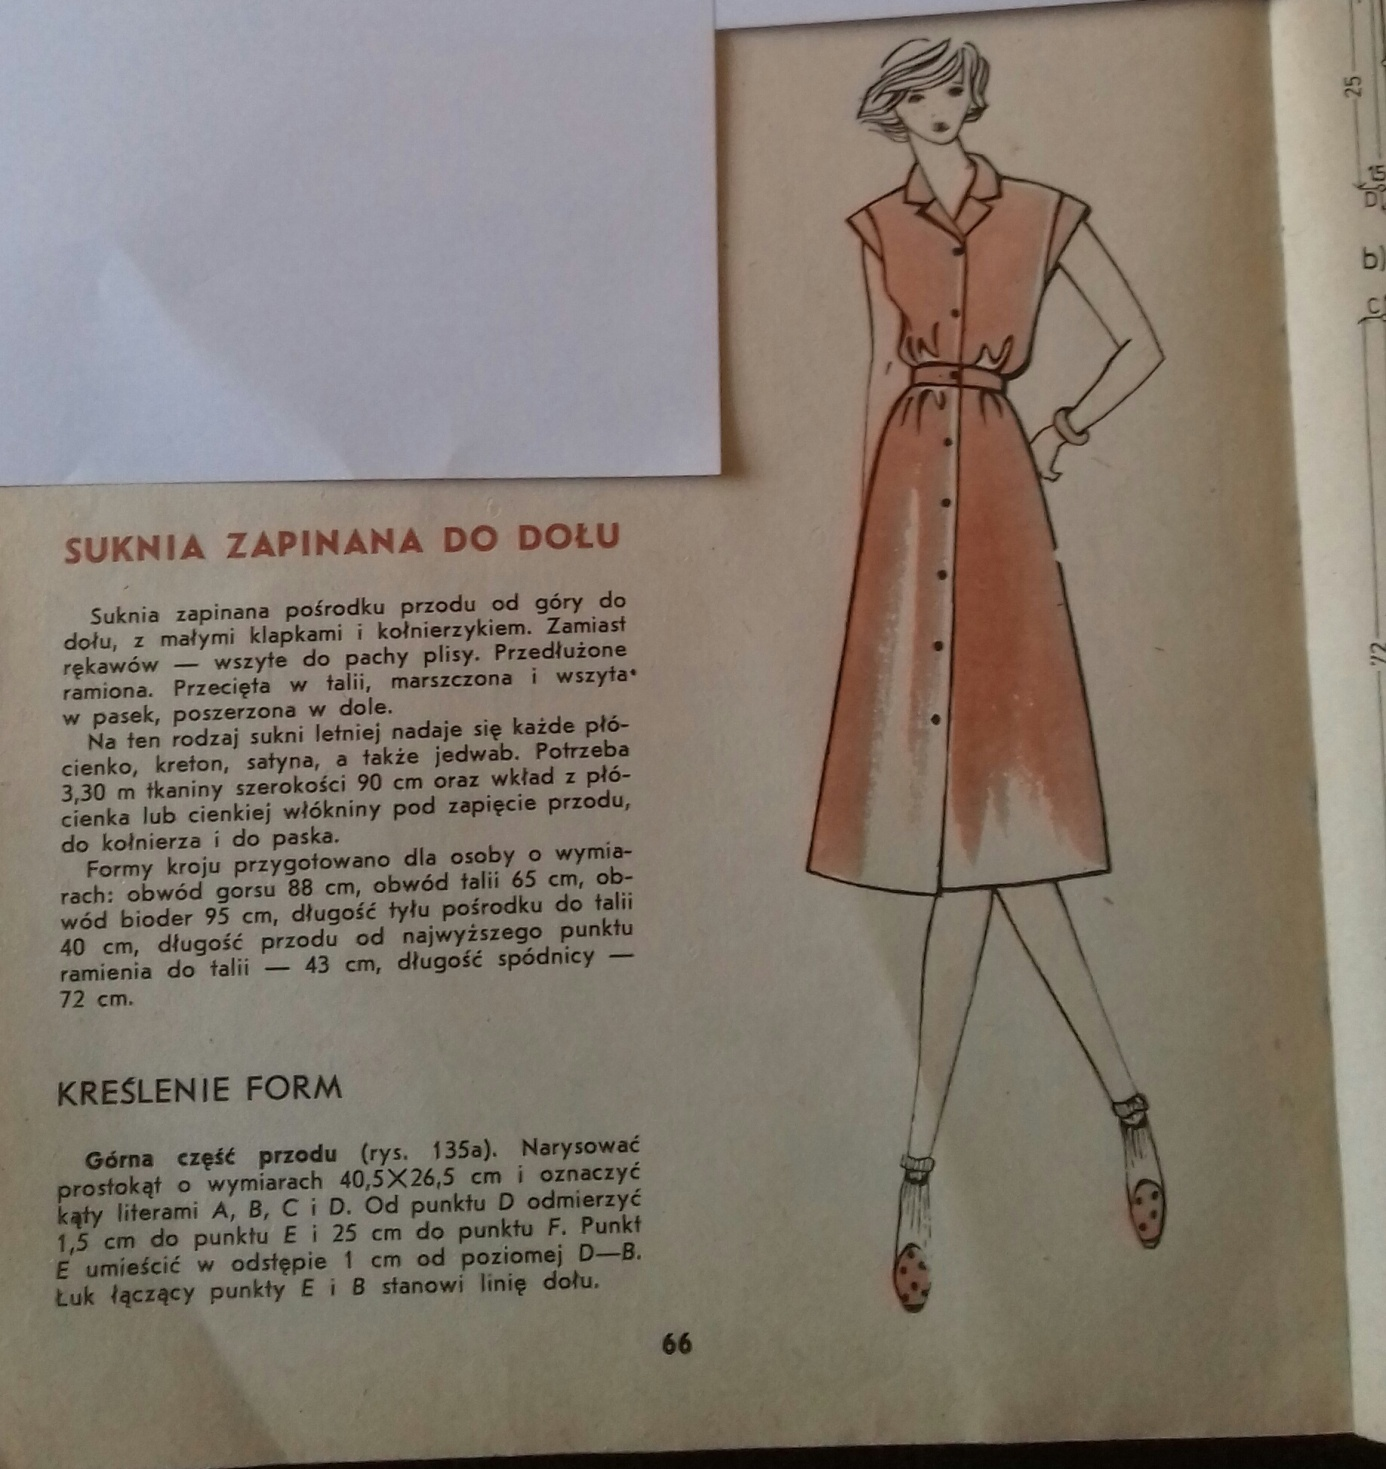 SUKNIA ZAPINANA DO DOŁU
Suknia zapinana pośrodku przodu od góry do
dołu, z małymi klapkami i kołnierzykiem. Zamiast
rękawów — wszyte do pachy plisy. Przedłużone
ramiona. Przecięta w talii, marszczona i wszyta
w pasek, poszerzona w dole.
Na ten rodzaj sukni letniej nadaje się każde płó-
cienko, kreton, satyna, a także jedwab. Potrzeba
3,30 m tkaniny szerokości 90 cm oraz wkład z płó-
cienka lub cienkiej włókniny pod zapięcie przodu,
do kołnierza i do paska.
Formy kroju przygotowano dla osoby o wymia-
rach: obwód gorsu 88 cm, obwód talii 65 cm, ob-
wód bioder 95 cm, długość tyłu pośrodku do talii
40 cm, długość przodu od najwyższego punktu
ramienia do talii — 43 cm, długość spódnicy —
72 cm.
KREŚLENIE FORM
Górna część przodu (rys. 135a). Narysować
prostokąt o wymiarach 40,5×26,5 cm i oznaczyć
kąty literami A, B, C i D. Od punktu D odmierzyć
1,5 cm do punktu E i 25 cm do punktu F. Punkt
E umieścić w odstępie 1 cm od poziomej D—B.
Łuk łączący punkty E i B stanowi linię dołu.
66
25
D
b)
C
72